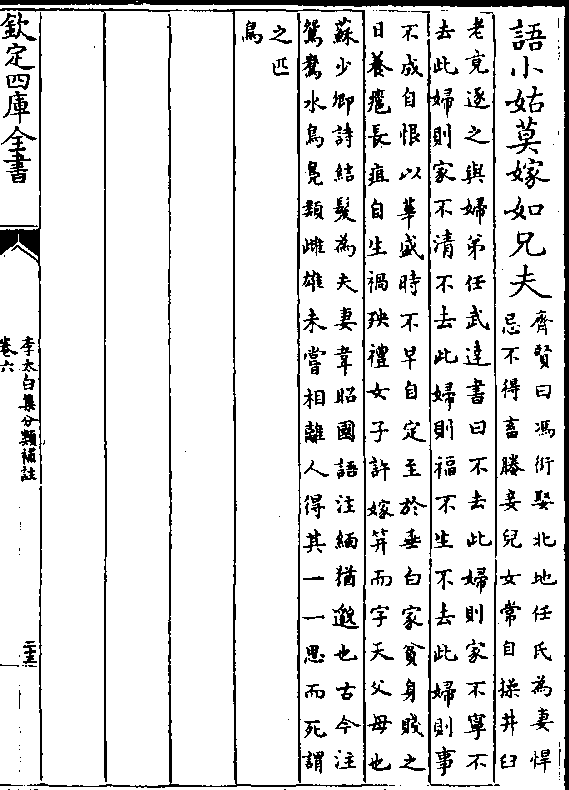 語小姑莫嫁如兄夫
齊賢曰馮衍娶北地任氏為妻悍
忌不得畜媵妾兒女常自操井臼
老竟逐之與婦弟任武達書曰不去此婦則家不寧不
去此婦則家不清不去此婦則福不生不去此婦則事
不成自恨以華盛時不早自定至於垂白家貧身賤之
日養癰長疽自生禍殃禮女子許嫁笄而字天父母也
蘇少卿詩結髮為夫妻韋昭國語注緬猶邈也古今注
鴛鴦水鳥鳬類雌雄未嘗相離人得其一一思而死謂
之匹
鳥
欽定四庫全書
李太白集分類補註
卷六
二十三